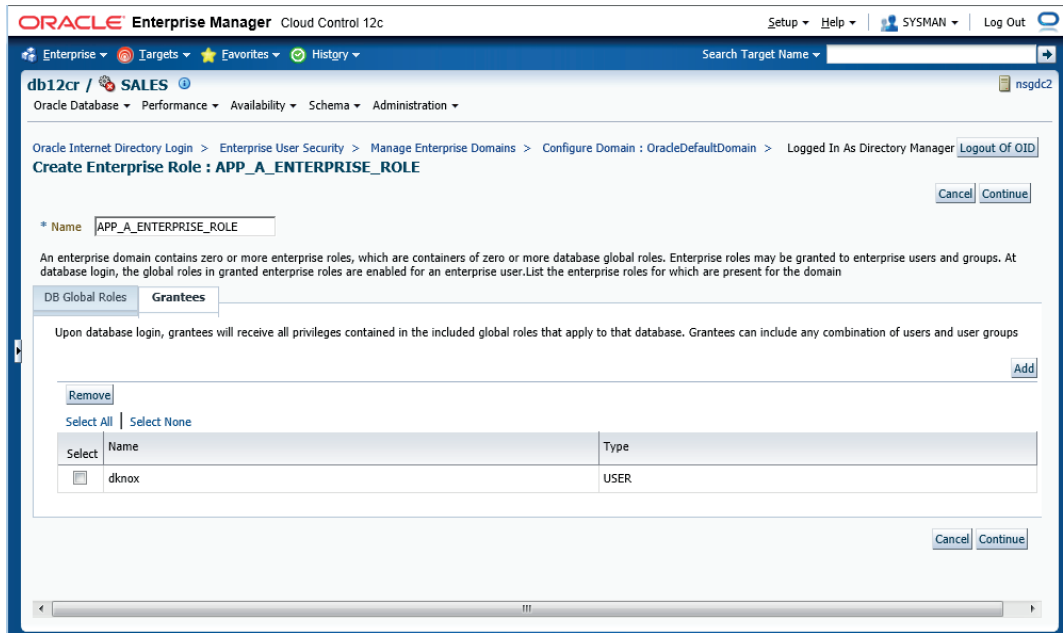 ORACLE Enterprise Manager Cloud Control 12c
Setup Help SYSMAN Log Out
Enterprise Targets Favorites History Search Target Name
db12cr / SALES nsgdc2
Oracle Database Performance Availability Schema Administration
Oracle Internet Directory Login > Enterprise User Security > Manage Enterprise Domains > Configure Domain : OracleDefaultDomain > Logged In As Directory Manager Logout Of OID
Create Enterprise Role : APP_A_ENTERPRISE_ROLE
Cancel Continue
* Name APP_A_ENTERPRISE_ROLE
An enterprise domain contains zero or more enterprise roles, which are containers of zero or more database global roles. Enterprise roles may be granted to enterprise users and groups. At
database login, the global roles in granted enterprise roles are enabled for an enterprise user.List the enterprise roles for which are present for the domain
DB Global Roles Grantees
Upon database login, grantees will receive all privileges contained in the included global roles that apply to that database. Grantees can include any combination of users and user groups
Add
Remove
Select All | Select None
Select Name Type
dknox USER
Cancel Continue